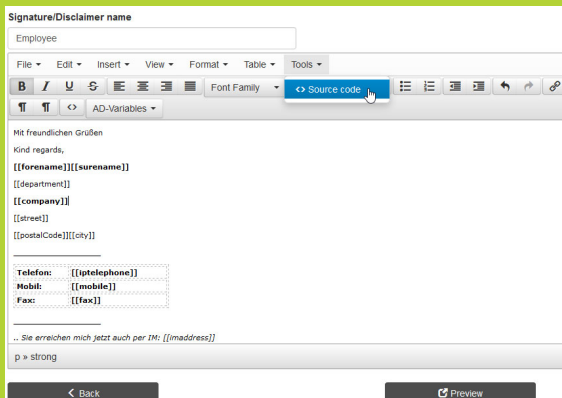 Signature/Disclaimer name
Employee
File Edit Insert View Format Table Tools
B I U S Font Family <> Source code
¶ ¶ <> AD-Variables
Mit freundlichen Grüßen
Kind regards,
[[forename]][[surename]]
[[department]]
[[company]]
[[street]]
[[postalCode]][[city]]
Telefon: [[iptelephone]]
Mobil: [[mobile]]
Fax: [[fax]]
.. Sie erreichen mich jetzt auch per IM: [[imaddress]]
p » strong
Back Preview